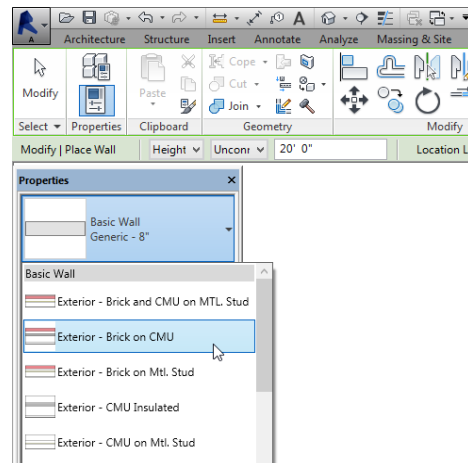 A
Architecture Structure Insert Annotate Analyze Massing & Site
Modify Paste Cope Cut Join
Select Properties Clipboard Geometry Modify
Modify | Place Wall Height Unconr 20' 0" Location L
Properties
Basic Wall
Generic - 8"
Basic Wall
Exterior - Brick and CMU on MTL. Stud
Exterior - Brick on CMU
Exterior - Brick on Mtl. Stud
Exterior - CMU Insulated
Exterior - CMU on Mtl. Stud